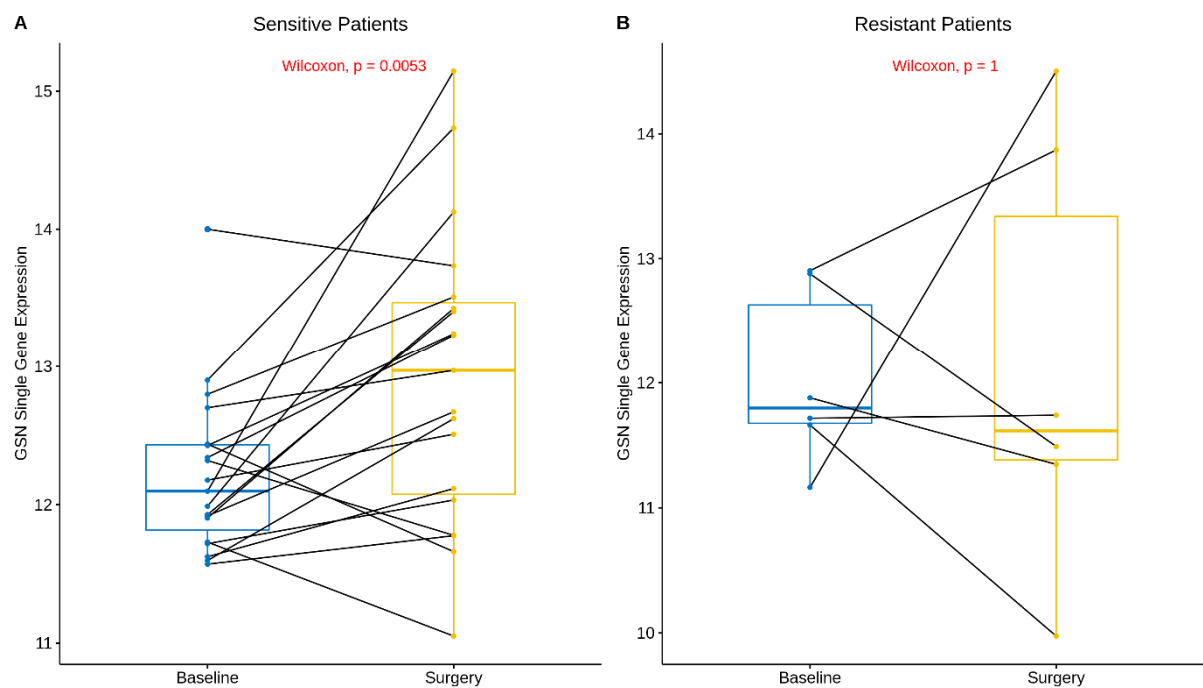 A
Sensitive Patients
Wilcoxon, p = 0.0053
GSN Single Gene Expression
15
14
13
12
11
Baseline
Surgery
B
Resistant Patients
Wilcoxon, p = 1
GSN Single Gene Expression
14
13
12
11
10
Baseline
Surgery